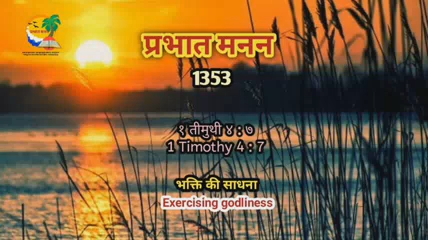 प्रभात मनन
1353
१ तीमुथी ४ : ७
1 Timothy 4 : 7
भक्ति की साधना
Exercising godliness